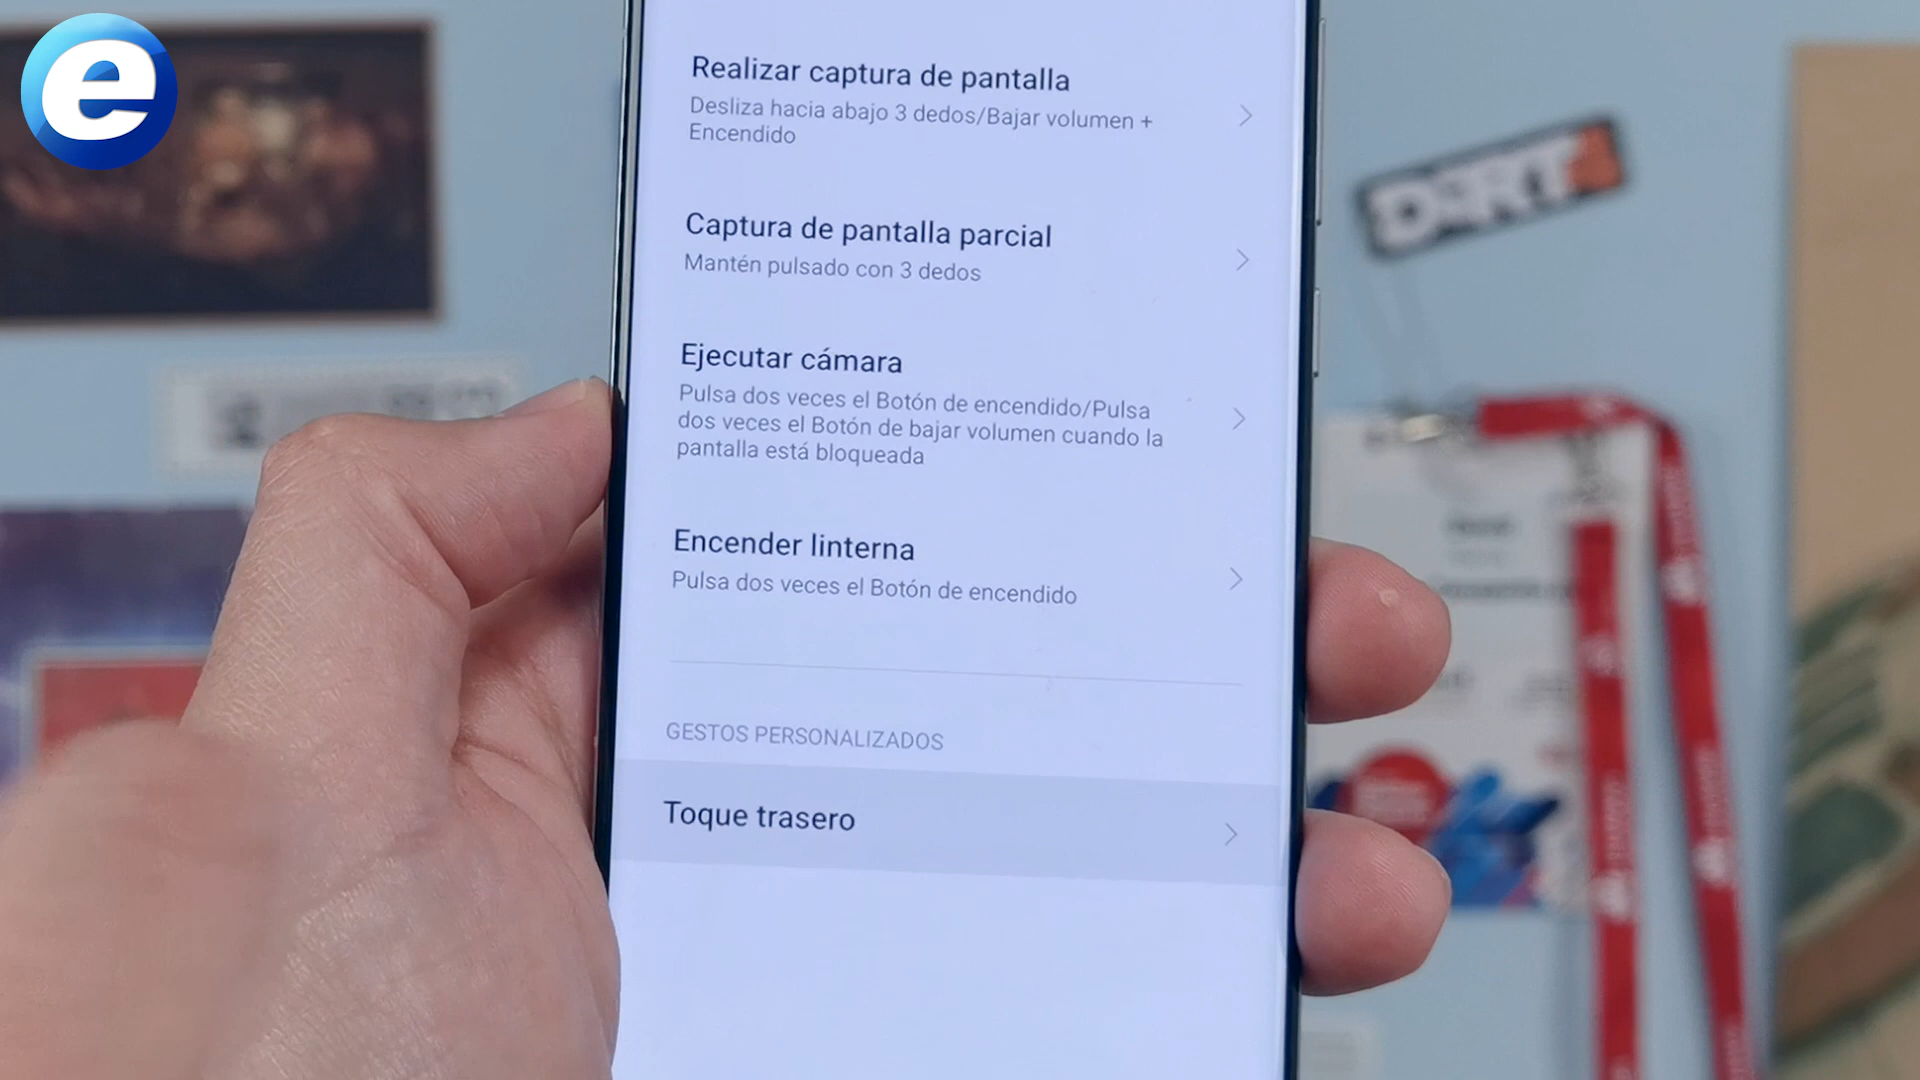 e
Realizar captura de pantalla
Desliza hacia abajo 3 dedos/Bajar volumen +
Encendido
Captura de pantalla parcial
Mantén pulsado con 3 dedos
Ejecutar cámara
Pulsa dos veces el Botón de encendido/Pulsa
dos veces el Botón de bajar volumen cuando la
pantalla está bloqueada
Encender linterna
Pulsa dos veces el Botón de encendido
GESTOS PERSONALIZADOS
Toque trasero
DiRT4